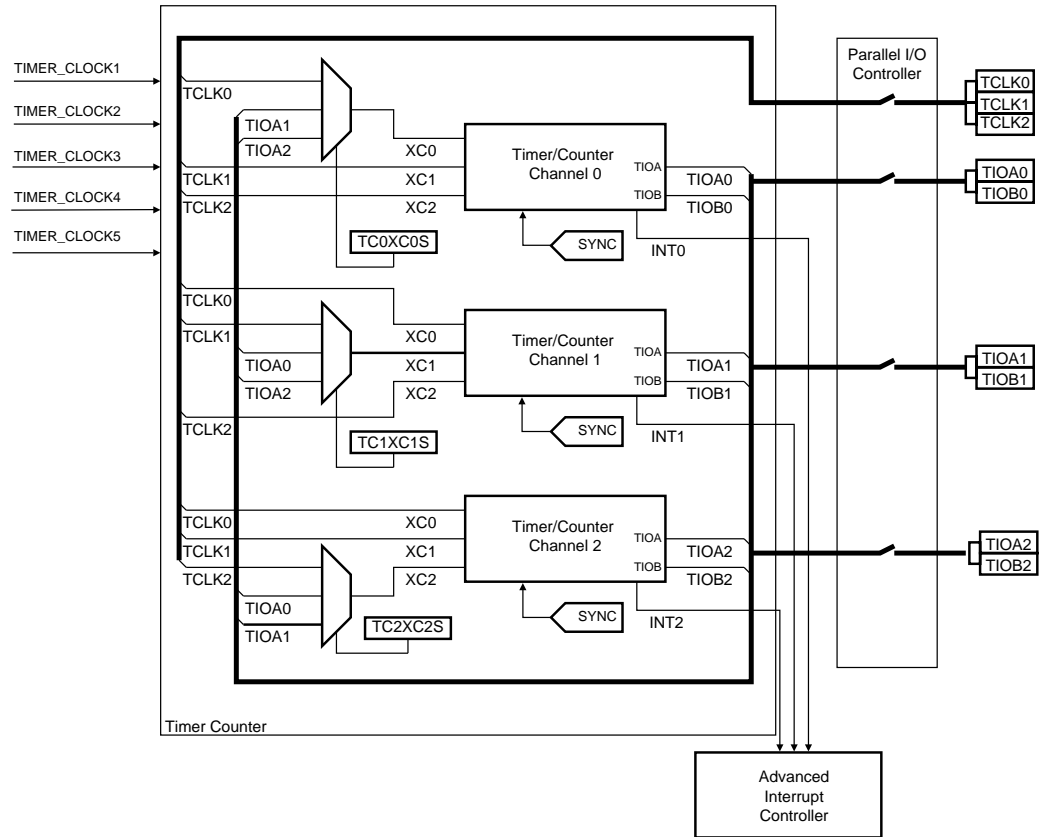 TIMER_CLOCK1
TIMER_CLOCK2
TIMER_CLOCK3
TIMER_CLOCK4
TIMER_CLOCK5
TCLK0
TIOA1
TIOA2
TCLK1
TCLK2
XC0
XC1
XC2
TC0XC0S
Timer/Counter
Channel 0
TIOA
TIOB
TIOA0
TIOB0
SYNC
INT0
TCLK0
TCLK1
TIOA0
TIOA2
TCLK2
XC0
XC1
XC2
TC1XC1S
Timer/Counter
Channel 1
TIOA
TIOB
TIOA1
TIOB1
SYNC
INT1
TCLK0
TCLK1
TCLK2
TIOA0
TIOA1
XC0
XC1
XC2
TC2XC2S
Timer/Counter
Channel 2
TIOA
TIOB
TIOA2
TIOB2
SYNC
INT2
Timer Counter
Parallel I/O
Controller
TCLK0
TCLK1
TCLK2
TIOA0
TIOB0
TIOA1
TIOB1
TIOA2
TIOB2
Advanced
Interrupt
Controller